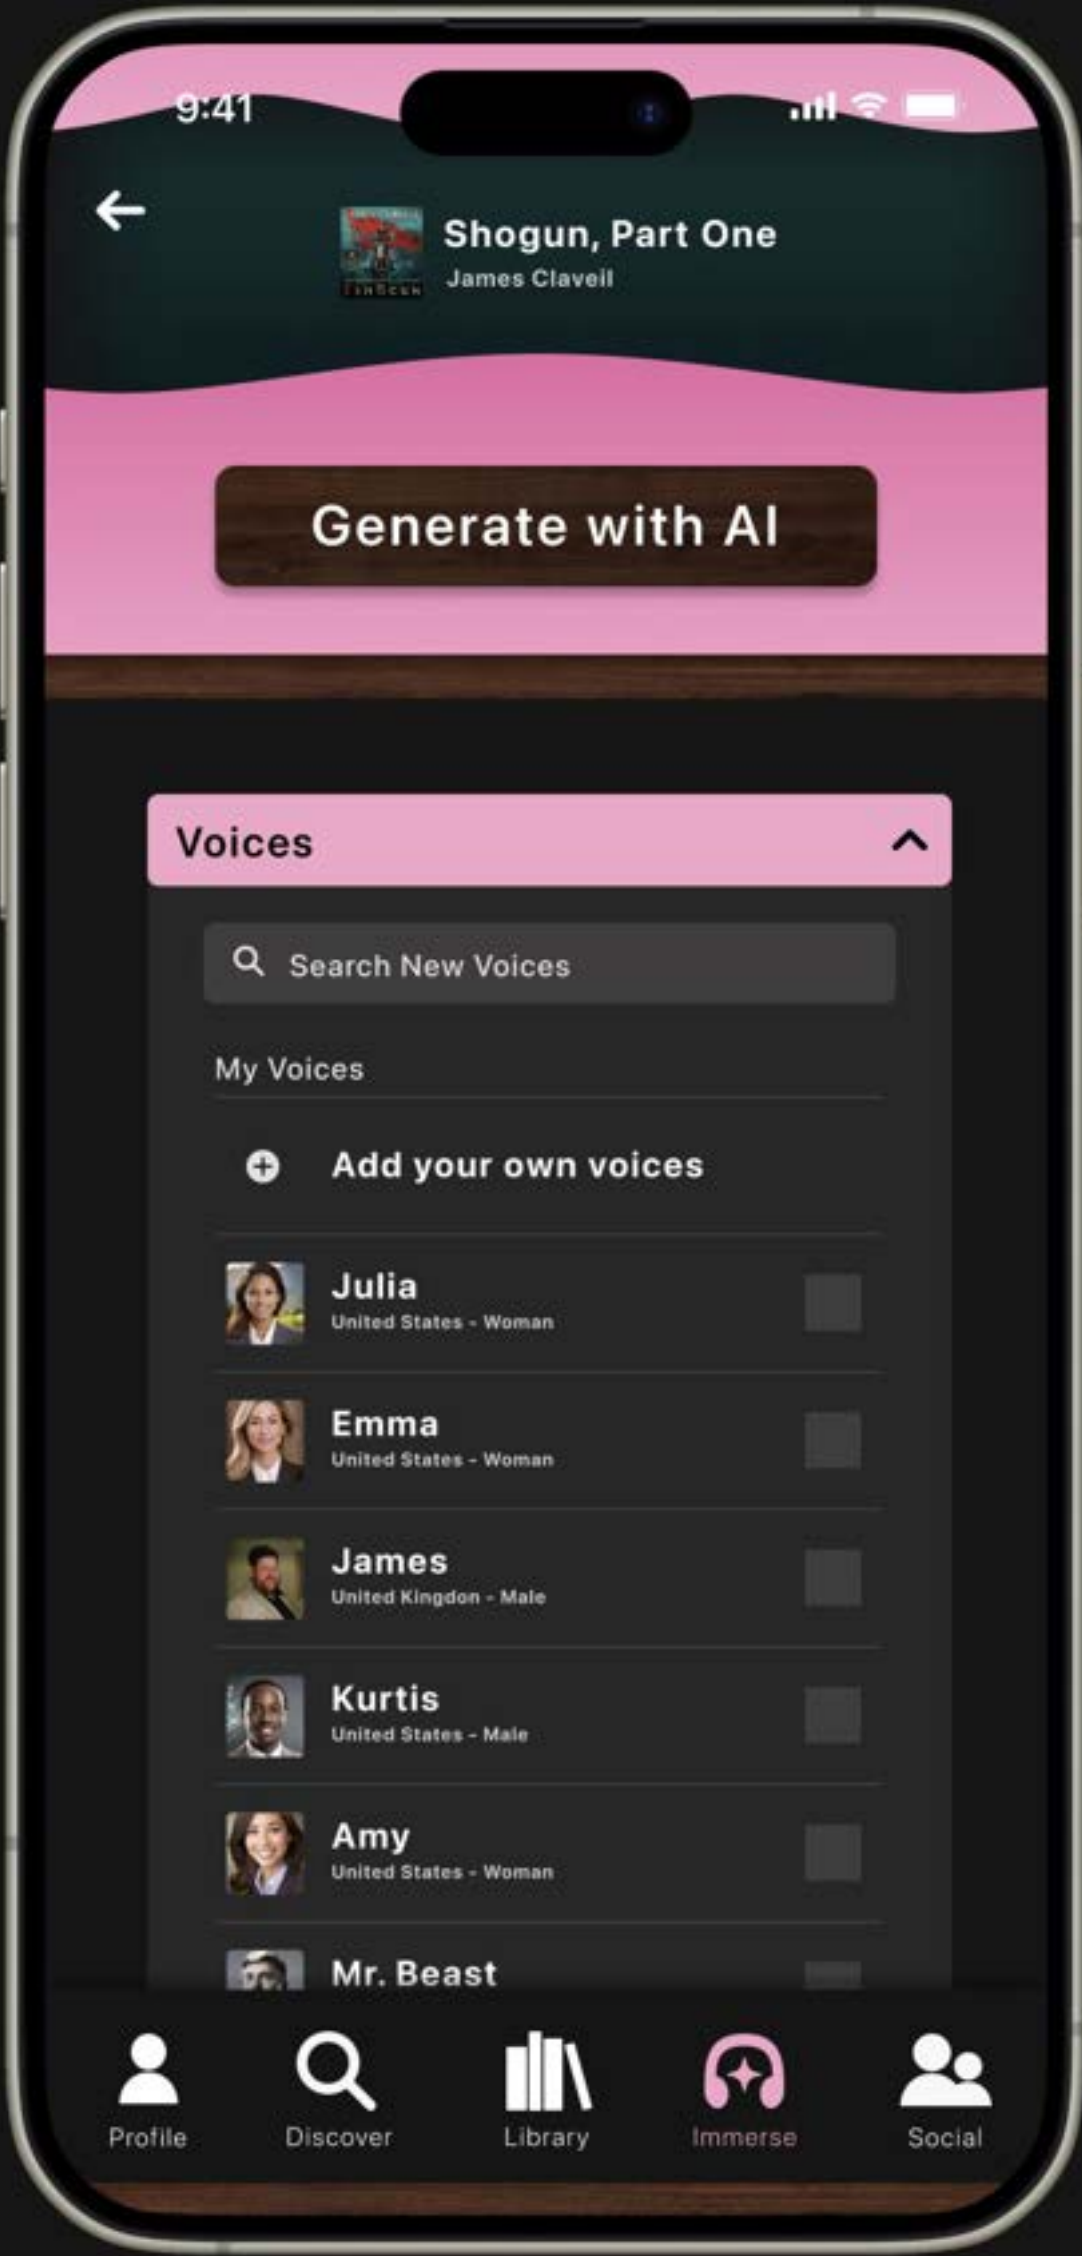 9:41
Shogun, Part One
James Claveil
Generate with AI
Voices
Search New Voices
My Voices
Add your own voices
Julia
United States - Woman
Emma
United States - Woman
James
United Kingdon - Male
Kurtis
United States - Male
Amy
United States - Woman
Mr. Beast
Profile
Discover
Library
Immerse
Social